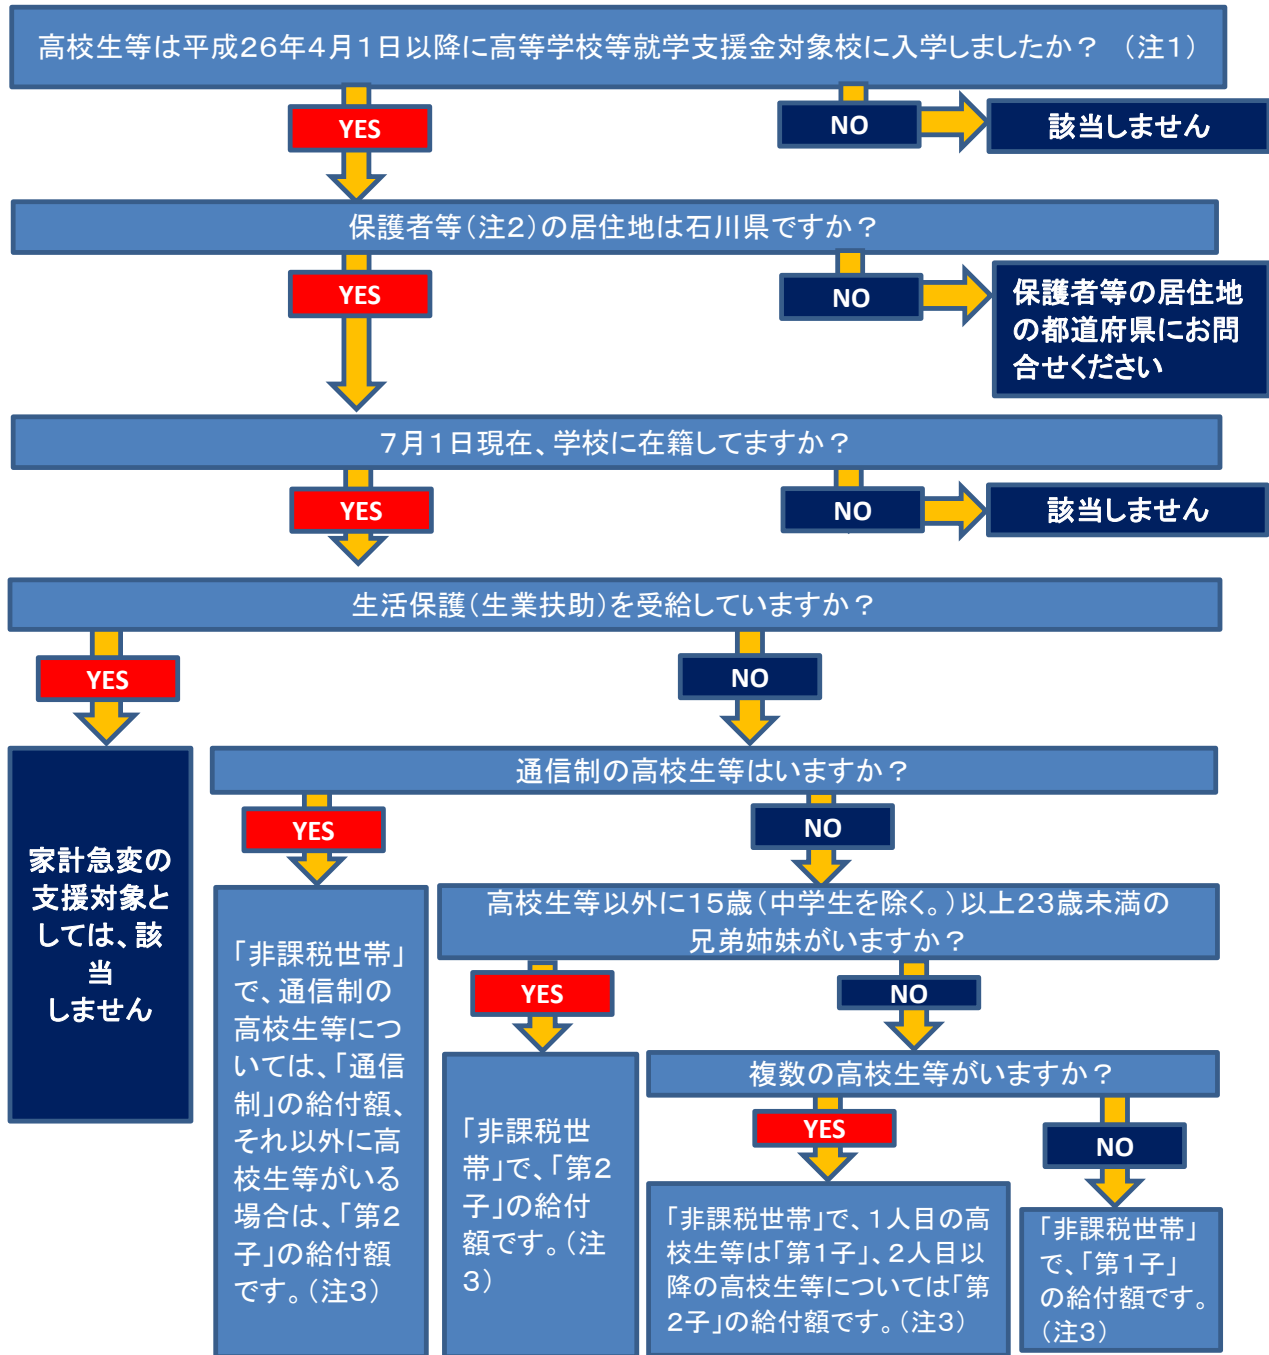 高校生等は平成26年4月1日以降に高等学校等就学支援金対象校に入学しましたか？　（注1）
YES
NO
該当しません
保護者等（注2）の居住地は石川県ですか？
YES
NO
保護者等の居住地
の都道府県にお問
合せください
7月1日現在、学校に在籍してますか？
YES
NO
該当しません
生活保護（生業扶助）を受給していますか？
YES
NO
家計急変の
支援対象と
しては、該
当
しません
通信制の高校生等はいますか？
YES
NO
「非課税世帯」
で、通信制の
高校生等につ
いては、「通信
制」の給付額、
それ以外に高
校生等がいる
場合は、「第2
子」の給付額
です。（注3）
高校生等以外に15歳（中学生を除く。）以上23歳未満の
兄弟姉妹がいますか？
YES
NO
「非課税世
帯」で、「第2
子」の給付
額です。（注
3）
複数の高校生等がいますか？
YES
NO
「非課税世帯」で、1人目の高
校生等は「第1子」、2人目以
降の高校生等については「第
2子」の給付額です。（注3）
「非課税世帯」
で、「第1子」
の給付額です。
（注3）